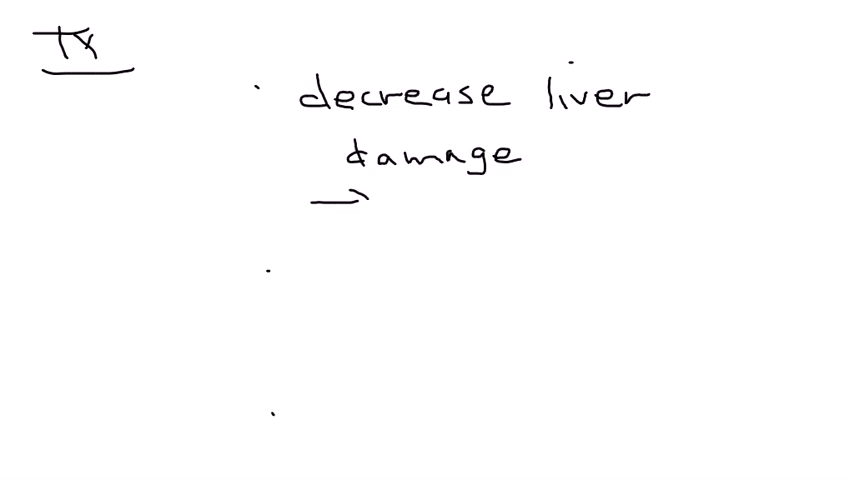 Tx
· decrease liver
damage
→
·
·